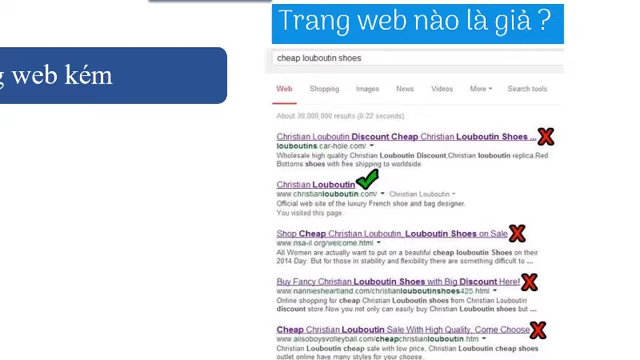 Trang web nào là giả ?
g web kém
cheap louboutin shoes
Web Shopping Images News Videos More Search tools
About 36,000,000 results (0.22 seconds)
Christian Louboutin Discount Cheap Christian Louboutin Shoes ...
louboutins.car-hole.com/
Wholesale high quality Christian Louboutin Discount,Christian louboutin replica,Red
Bottoms shoes with free shipping to worldside.
Christian Louboutin
www.christianlouboutin.com/ Christian Louboutin
Official web site of the luxury French shoe and bag designer.
You visited this page.
Shop Cheap Christian Louboutin, Louboutin Shoes on Sale
www.nsa-il.org/welcome.html
All Women are actually want to put on a beautiful cheap louboutin Shoes on their
2014 Day. But for those in stability and flexibility there are something difficult to ...
Buy Fancy Christian Louboutin Shoes with Big Discount Here!
www.nanniesheartland.com/christianlouboutinshoes425.html
Online shopping for cheap Christian Louboutin shoes from Christian Louboutin
discount store.Now you not only can easily buy Christian Louboutin shoes but ...
Cheap Christian Louboutin Sale With High Quality, Come Choose
www.alisoboysvolleyball.com/cheapchristianlouboutin.htm
Christian Louboutin cheap sale with low price, Christian Louboutin cheap shoes
outlet online have many styles for your choose.